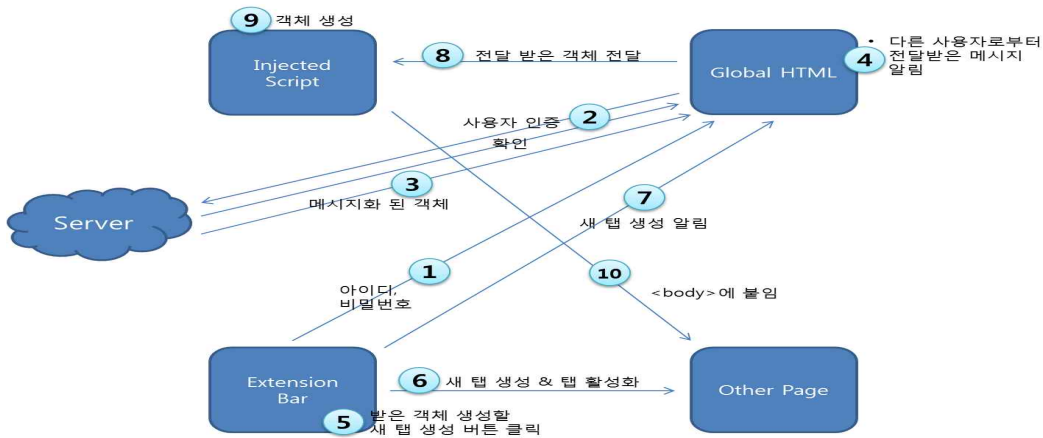 9 객체 생성
Injected
Script
8 전달 받은 객체 전달
Global HTML
4
• 다른 사용자로부터
전달받은 메시지
알림
사용자 인증 2
확인
3
메시지화 된 객체
Server
7
새 탭 생성 알림
1
아이디,
비밀번호
10
<body>에 붙임
Extension
Bar
6 새 탭 생성 & 탭 활성화
Other Page
5 받은 객체 생성할
새 탭 생성 버튼 클릭